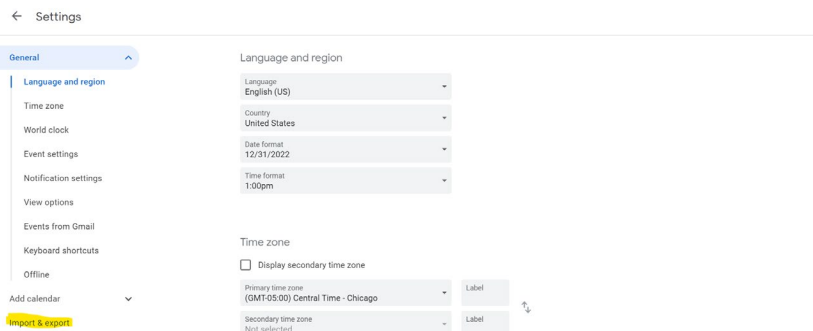 Settings
General
Language and region
Time zone
World clock
Event settings
Notification settings
View options
Events from Gmail
Keyboard shortcuts
Offline
Add calendar
Import & export
Language and region
Language
English (US)
Country
United States
Date format
12/31/2022
Time format
1:00pm
Time zone
Display secondary time zone
Primary time zone
(GMT-05:00) Central Time - Chicago
Label
Secondary time zone
Not selected
Label